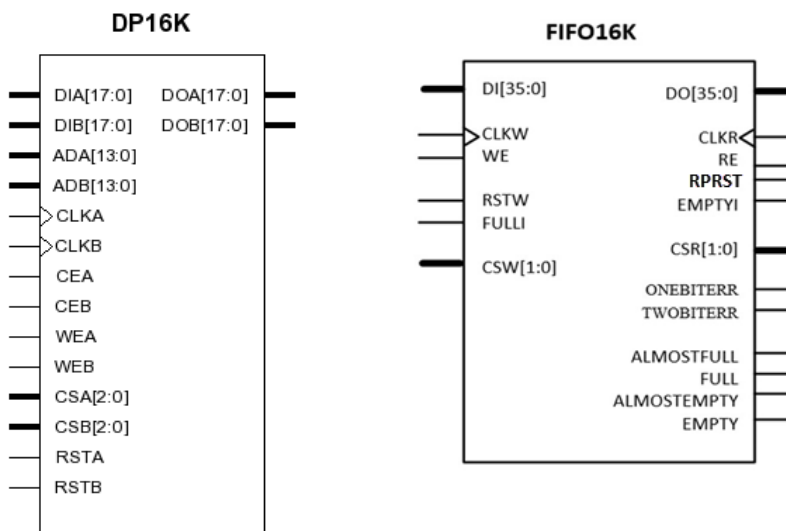 DP16K
DIA[17:0] DOA[17:0]
DIB[17:0] DOB[17:0]
ADA[13:0]
ADB[13:0]
CLKA
CLKB
CEA
CEB
WEA
WEB
CSA[2:0]
CSB[2:0]
RSTA
RSTB
FIFO16K
DI[35:0] DO[35:0]
CLKW CLKR
WE RE
RPRST
RSTW EMPTYI
FULLI
CSR[1:0]
CSW[1:0]
ONEBITERR
TWOBITERR
ALMOSTFULL
FULL
ALMOSTEMPTY
EMPTY